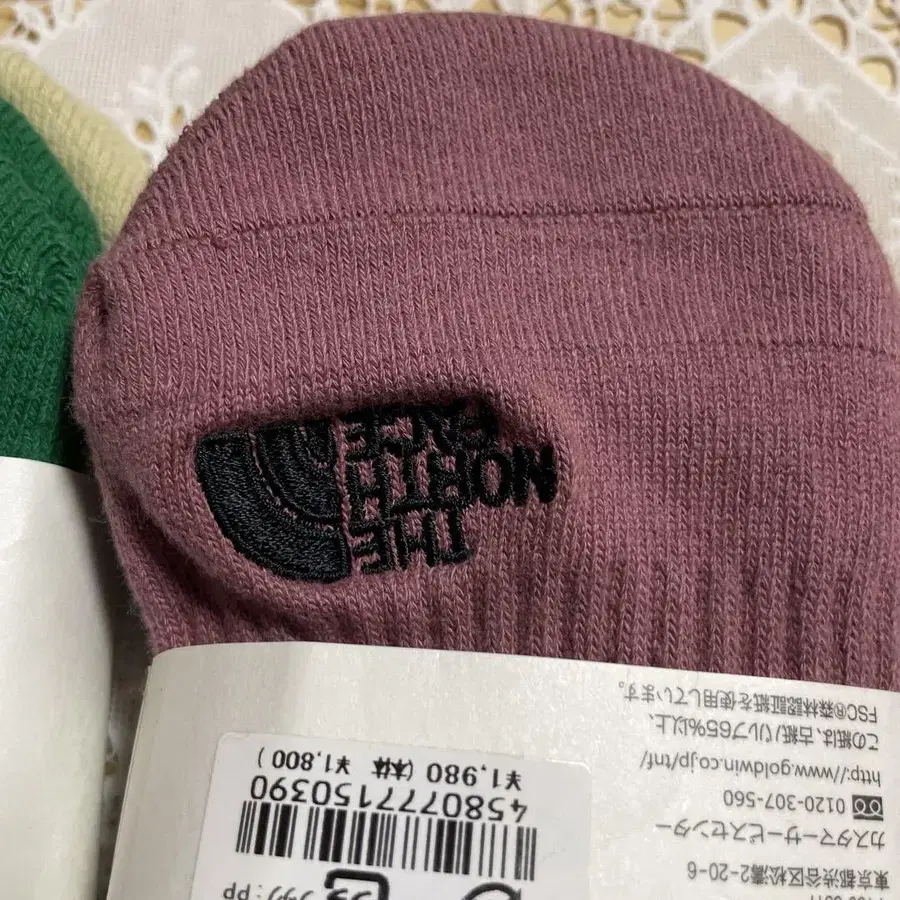 THE
NORTH
FACE
東京都渋谷区松濤2-20-6
カスタマーサービスセンター
0120-307-560
http://www.goldwin.co.jp/tnf/
この紙は、古紙パルプ65%以上、
FSC®森林認証紙を使用しています。
4580777150390
¥1,980 (本体 ¥1,800)